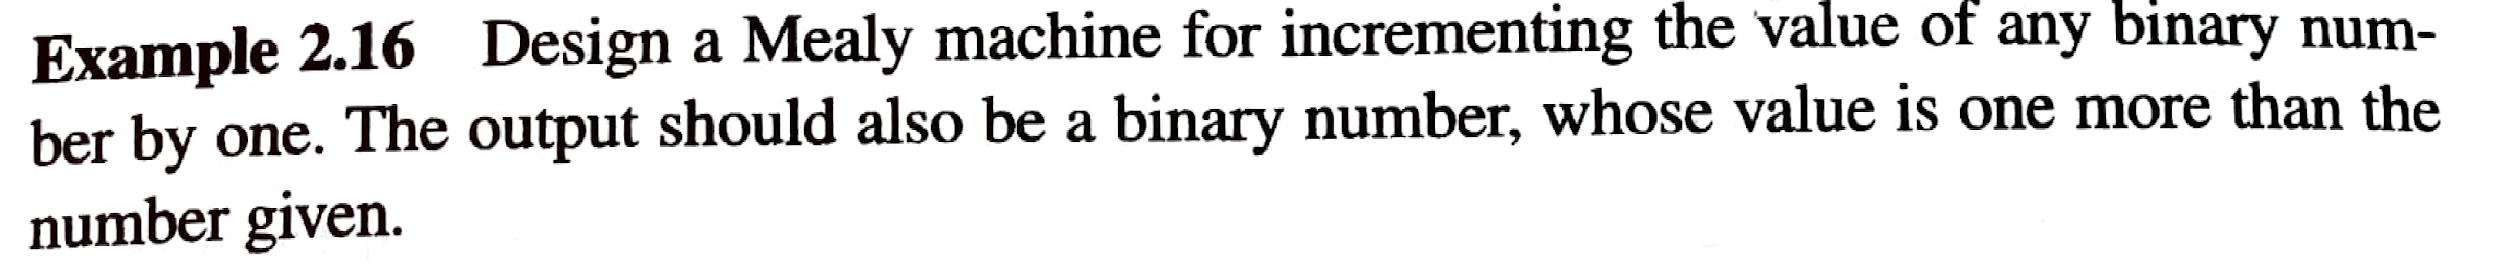 Example 2.16 Design a Mealy machine for incrementing the value of any binary num-
ber by one. The output should also be a binary number, whose value is one more than the
number given.